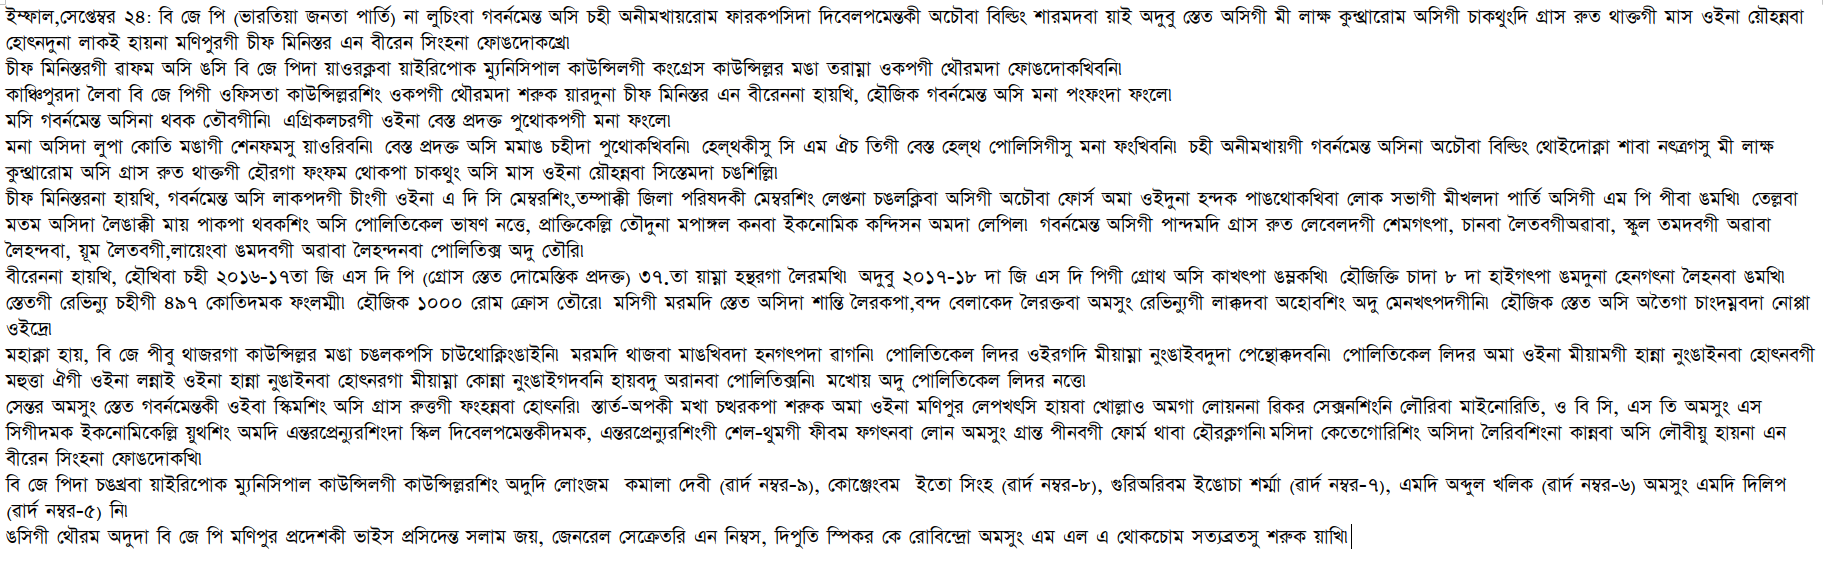 ইম্ফাল,সেপ্তেম্বর ২৪: বি জে পি (ভারতিয়া জনতা পার্তি) না লুচিংবা গবর্নমেন্ত অসি চহী অনীমখায়রোম ফারকপসিদা দিবেলপমেন্তকী অচৌবা বিল্ডিং শারমদবা য়াই অদুবু স্তেত অসিগী মী লাক্ষ কুন্থ্রারোম অসিগী চাকথুংদি গ্রাস রুত থাক্তগী মাস ওইনা য়ৌহন্নবা
হোৎনদুনা লাকই হায়না মণিপুরগী চীফ মিনিস্তর এন বীরেন সিংহনা ফোঙদোকখ্রে৷
চীফ মিনিস্তরগী ৱাফম অসি ঙসি বি জে পিদা য়াওরক্লবা য়াইরিপোক ম্যুনিসিপাল কাউন্সিলগী কংগ্রেস কাউন্সিল্লর মঙা তরাম্না ওকপগী থৌরমদা ফোঙদোকখিবনি৷
কাঞ্চিপুরদা লৈবা বি জে পিগী ওফিসতা কাউন্সিল্লরশিং ওকপগী থৌরমদা শরুক য়ারদুনা চীফ মিনিস্তর এন বীরেননা হায়খি, হৌজিক গবর্নমেন্ত অসি মনা পংফংদা ফংলে৷
মসি গবর্নমেন্ত অসিনা থবক তৌবগীনি৷ এগ্রিকলচরগী ওইনা বেস্ত প্রদক্ত পুথোকপগী মনা ফংলে৷
মনা অসিদা লুপা কোতি মঙাগী শেনফমসু য়াওরিবনি৷ বেস্ত প্রদক্ত অসি মমাঙ চহীদা পুথোকখিবনি৷ হেল্থকীসু সি এম ঐচ তিগী বেস্ত হেল্থ পোলিসিগীসু মনা ফংখিবনি৷ চহী অনীমখায়গী গবর্নমেন্ত অসিনা অচৌবা বিল্ডিং থোইদোক্না শাবা নৎত্রগসু মী লাক্ষ
কুন্থ্রারোম অসি গ্রাস রুত থাক্তগী হৌরগা ফংফম থোকপা চাকথুং অসি মাস ওইনা য়ৌহন্নবা সিস্তেমদা চঙশিল্লি৷
চীফ মিনিস্তরনা হায়খি, গবর্নমেন্ত অসি লাকপদগী চীংগী ওইনা এ দি সি মেম্বরশিং,তম্পাক্কী জিলা পরিষদকী মেম্বরশিং লেপ্তনা চঙলক্লিবা অসিগী অচৌবা ফোর্স অমা ওইদুনা হন্দক পাঙথোকখিবা লোক সভাগী মীখলদা পার্তি অসিগী এম পি পীবা ঙমখি৷ তেল্লবা
মতম অসিদা লৈঙাক্কী মায় পাকপা থবকশিং অসি পোলিতিকেল ভাষণ নত্তে, প্রাক্তিকেল্লি তৌদুনা মপাঙ্গল কনবা ইকনোমিক কন্দিসন অমদা লেপিল৷ গবর্নমেন্ত অসিগী পান্দমদি গ্রাস রুত লেবেলদগী শেমগৎপা, চানবা লৈতবগীঅৱাবা, স্কুল তমদবগী অৱাবা
লৈহন্দবা, য়ূম লৈতবগী,লায়েংবা ঙমদবগী অৱাবা লৈহন্দনবা পোলিতিক্স অদু তৌরি৷
বীরেননা হায়খি, হৌখিবা চহী ২০১৬-১৭তা জি এস দি পি (গ্রোস স্তেত দোমেস্তিক প্রদক্ত) ৩৭.তা য়াম্না হন্থরগা লৈরমখি৷ অদুবু ২০১৭-১৮ দা জি এস দি পিগী গ্রোথ অসি কাখৎপা ঙম্লকখি৷ হৌজিক্তি চাদা ৮ দা হাইগৎপা ঙমদুনা হেনগৎনা লৈহনবা ঙমখি৷
স্তেতগী রেভিন্যু চহীগী ৪৯৭ কোতিদমক ফংলম্মী৷ হৌজিক ১০০০ রোম ক্রোস তৌরে৷ মসিগী মরমদি স্তেত অসিদা শান্তি লৈরকপা,বন্দ বেলাকেদ লৈরক্তবা অমসুং রেভিন্যুগী লাক্কদবা অহোবশিং অদু মেনখৎপদগীনি৷ হৌজিক স্তেত অসি অতৈগা চাংদম্নবদা নোপ্পা
ওইদ্রে৷
মহাক্না হায়, বি জে পীবু থাজরগা কাউন্সিল্লর মঙা চঙলকপসি চাউথোক্নিংঙাইনি৷ মরমদি থাজবা মাঙখিবদা হনগৎপদা ৱাগনি৷ পোলিতিকেল লিদর ওইরগদি মীয়াম্না নুংঙাইবদুদা পেন্থোক্কদবনি৷ পোলিতিকেল লিদর অমা ওইনা মীয়ামগী হান্না নুংঙাইনবা হোৎনবগী
মহুত্তা ঐগী ওইনা লন্নাই ওইনা হান্না নুঙাইনবা হোৎনরগা মীয়াম্না কোন্না নুংঙাইগদবনি হায়বদু অরানবা পোলিতিক্সনি৷ মখোয় অদু পোলিতিকেল লিদর নত্তে৷
সেন্তর অমসুং স্তেত গবর্নমেন্তকী ওইবা স্কিমশিং অসি গ্রাস রুত্তগী ফংহন্নবা হোৎনরি৷ স্তার্ত-অপকী মখা চত্থরকপা শরুক অমা ওইনা মণিপুর লেপখৎসি হায়বা খোল্লাও অমগা লোয়ননা রিকর সেক্সনশিংনি লৌরিবা মাইনোরিতি, ও বি সি, এস তি অমসুং এস
সিগীদমক ইকনোমিকেল্লি য়ুথশিং অমদি এন্তরপ্রেন্যুরশিংদা স্কিল দিবেলপমেন্তকীদমক, এন্তরপ্রেন্যুরশিংগী শেল-থুমগী ফীবম ফগৎনবা লোন অমসুং গ্রান্ত পীনবগী ফোর্ম থাবা হৌরক্লগনি৷মসিদা কেতেগোরিশিং অসিদা লৈরিবশিংনা কান্নবা অসি লৌবীয়ু হায়না এন
বীরেন সিংহনা ফোঙদোকখি৷
বি জে পিদা চঙখ্রবা য়াইরিপোক ম্যুনিসিপাল কাউন্সিলগী কাউন্সিল্লরশিং অদুদি লোংজম কমালা দেবী (ৱার্দ নম্বর-৯), কোঞ্জেংবম ইতো সিংহ (ৱার্দ নম্বর-৮), গুরিঅরিবম ইঙোচা শর্ম্মা (ৱার্দ নম্বর-৭), এমদি অব্দুল খলিক (ৱার্দ নম্বর-৬) অমসুং এমদি দিলিপ
(ৱার্দ নম্বর-৫) নি৷
ঙসিগী থৌরম অদুদা বি জে পি মণিপুর প্রদেশকী ভাইস প্রসিদেন্ত সলাম জয়, জেনরেল সেক্রেতরি এন নিম্বস, দিপুতি স্পিকর কে রোবিন্দ্রো অমসুং এম এল এ থোকচোম সত্যব্রতসু শরুক য়াখি৷